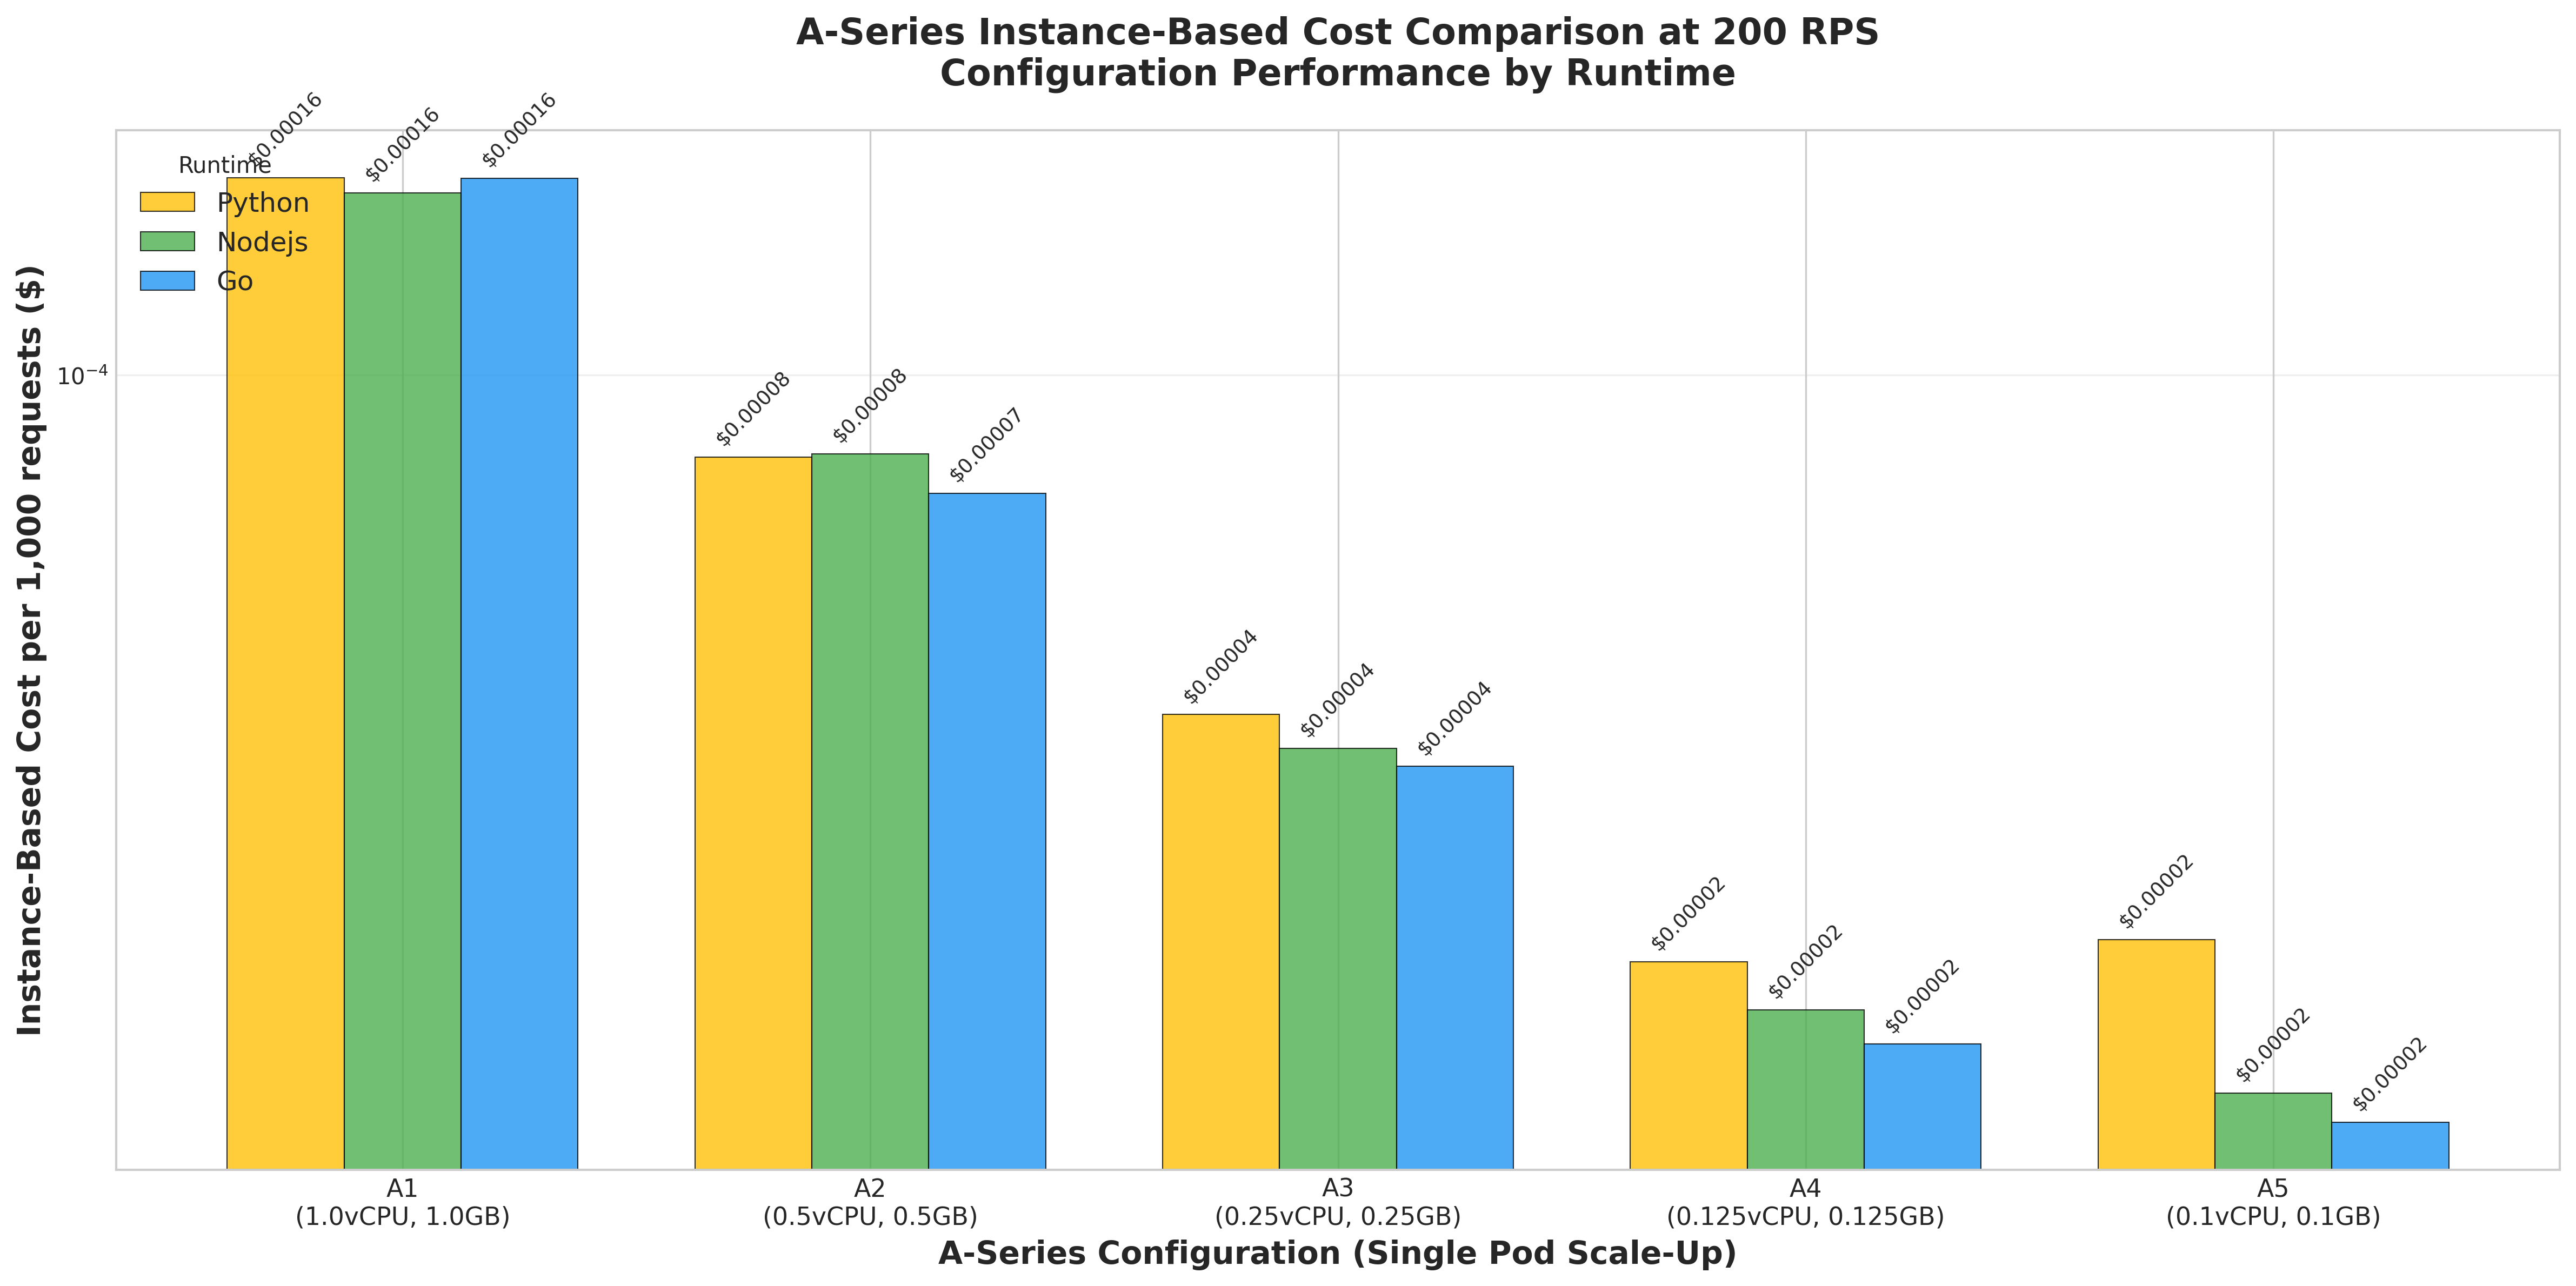 A-Series Instance-Based Cost Comparison at 200 RPS
Configuration Performance by Runtime
Instance-Based Cost per 1,000 requests ($)
10⁻⁴
Runtime
Python
Nodejs
Go
$0.00016
$0.00016
$0.00016
$0.00008
$0.00008
$0.00007
$0.00004
$0.00004
$0.00004
$0.00002
$0.00002
$0.00002
$0.00002
$0.00002
$0.00002
A1
(1.0vCPU, 1.0GB)
A2
(0.5vCPU, 0.5GB)
A3
(0.25vCPU, 0.25GB)
A4
(0.125vCPU, 0.125GB)
A5
(0.1vCPU, 0.1GB)
A-Series Configuration (Single Pod Scale-Up)